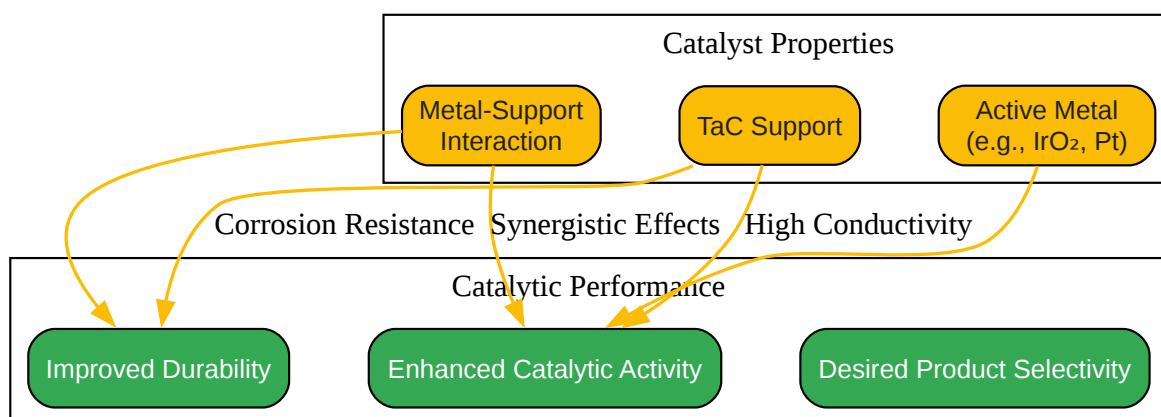 Catalyst Properties
Metal-Support
Interaction
TaC Support
Active Metal
(e.g., IrO₂, Pt)
Corrosion Resistance
Synergistic Effects
High Conductivity
Catalytic Performance
Improved Durability
Enhanced Catalytic Activity
Desired Product Selectivity